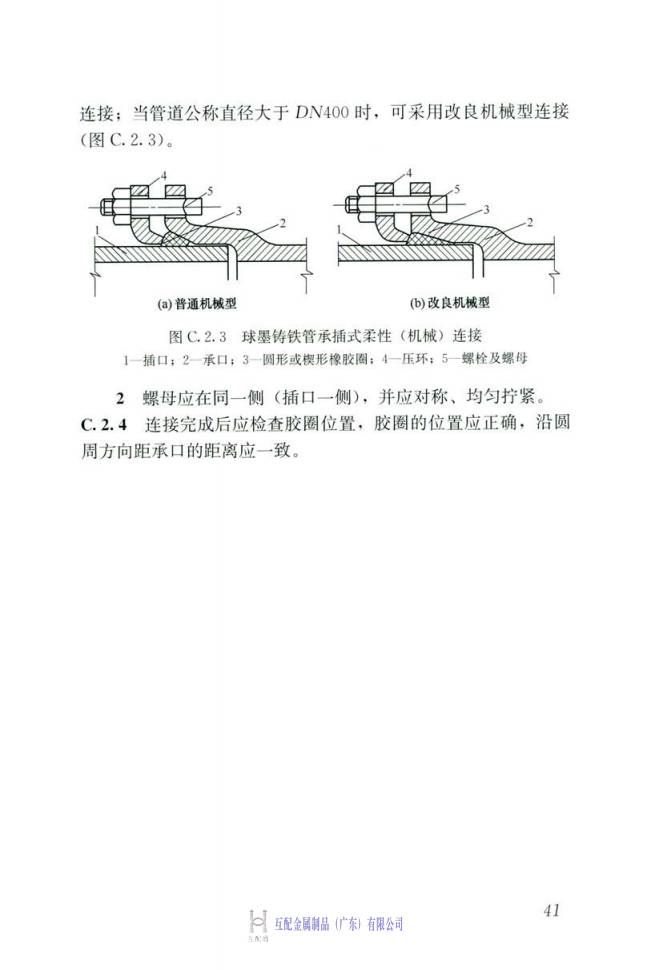 连接；当管道公称直径大于 DN400 时，可采用改良机械型连接
(图 C. 2. 3)。
4
5
3
2
1
4
5
3
2
1
(a) 普通机械型
(b) 改良机械型
图 C. 2. 3 球墨铸铁管承插式柔性（机械）连接
1—插口；2—承口；3—圆形或楔形橡胶圈；4—压环；5—螺栓及螺母
2 螺母应在同一侧（插口一侧），并应对称、均匀拧紧。
C. 2. 4 连接完成后应检查胶圈位置，胶圈的位置应正确，沿圆
周方向距承口的距离应一致。
41
互配金属制品（广东）有限公司